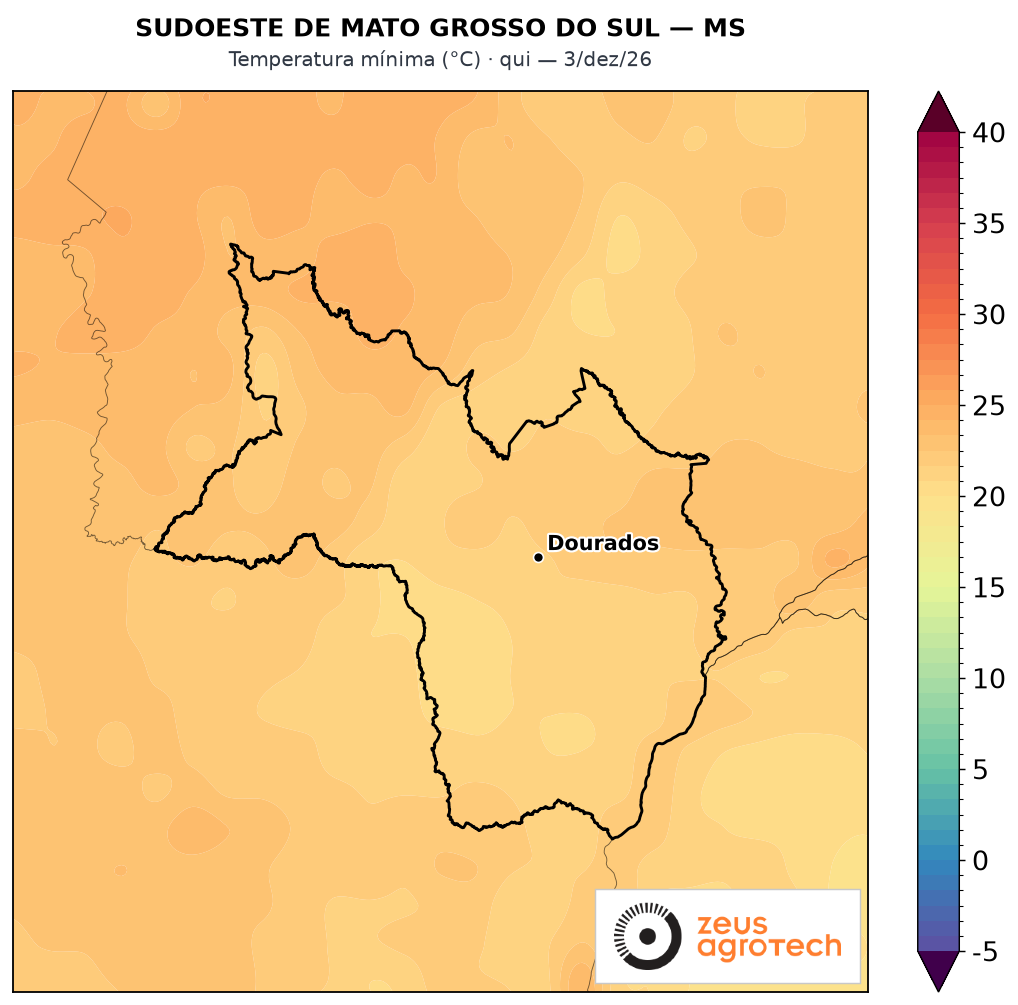 SUDOESTE DE MATO GROSSO DO SUL — MS
Temperatura mínima (°C) · qui — 3/dez/26
40
35
30
25
20
15
10
5
0
-5
Dourados
zeus
agrotech